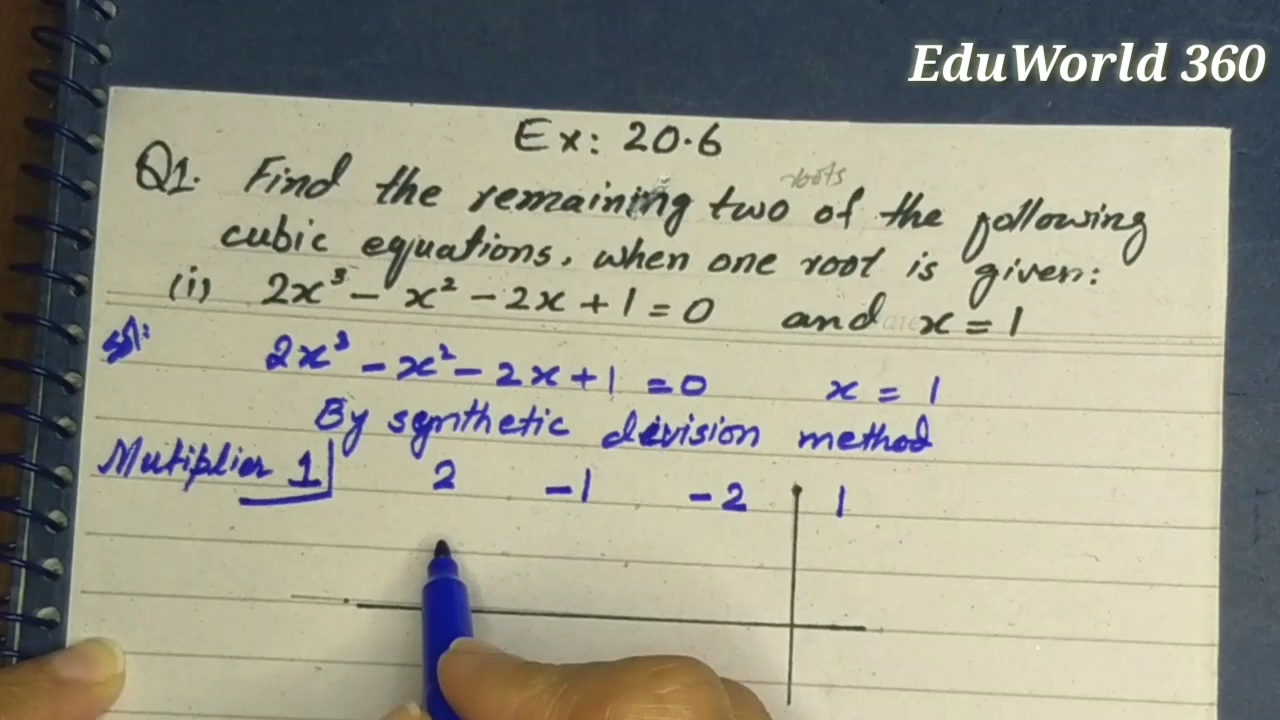 EduWorld 360
Ex: 20.6
Q1. Find the remaining two roots of the following
cubic equations, when one root is given:
(i) 2x³ - x² - 2x + 1 = 0 and x = 1
Sol: 2x³ - x² - 2x + 1 = 0 x = 1
By synthetic division method
Mutiplier 1 2 -1 -2 1